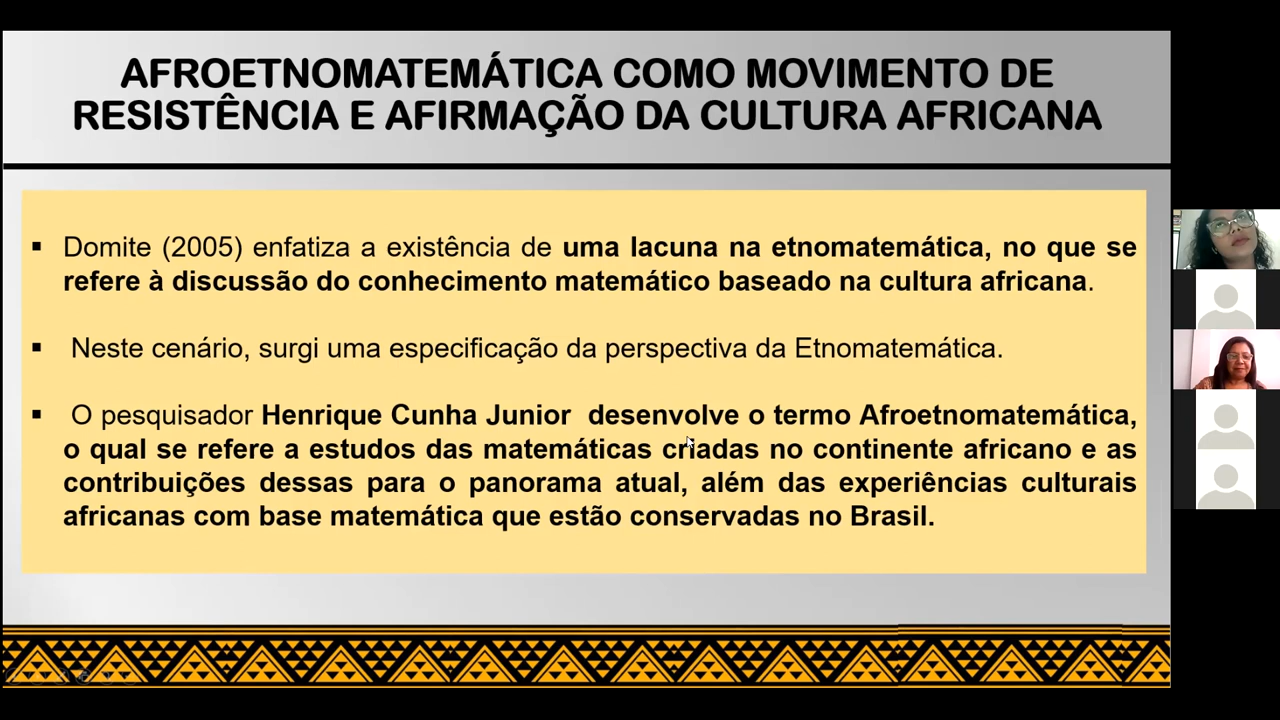 AFROETNOMATEMÁTICA COMO MOVIMENTO DE
RESISTÊNCIA E AFIRMAÇÃO DA CULTURA AFRICANA
▪ Domite (2005) enfatiza a existência de uma lacuna na etnomatemática, no que se
refere à discussão do conhecimento matemático baseado na cultura africana.
▪ Neste cenário, surgi uma especificação da perspectiva da Etnomatemática.
▪ O pesquisador Henrique Cunha Junior desenvolve o termo Afroetnomatemática,
o qual se refere a estudos das matemáticas criadas no continente africano e as
contribuições dessas para o panorama atual, além das experiências culturais
africanas com base matemática que estão conservadas no Brasil.